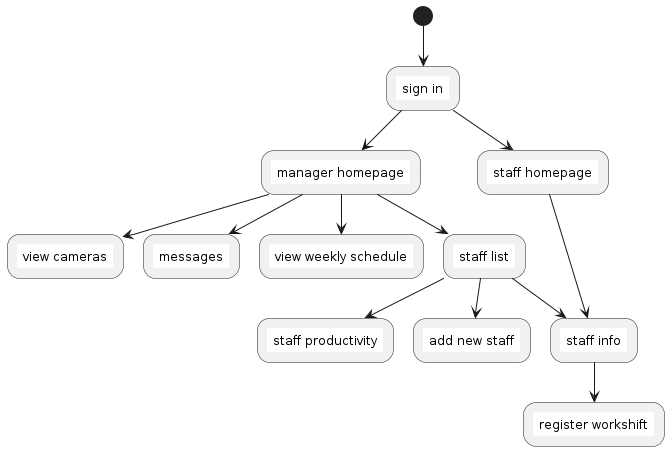 sign in
manager homepage
staff homepage
view cameras
messages
view weekly schedule
staff list
staff productivity
add new staff
staff info
register workshift